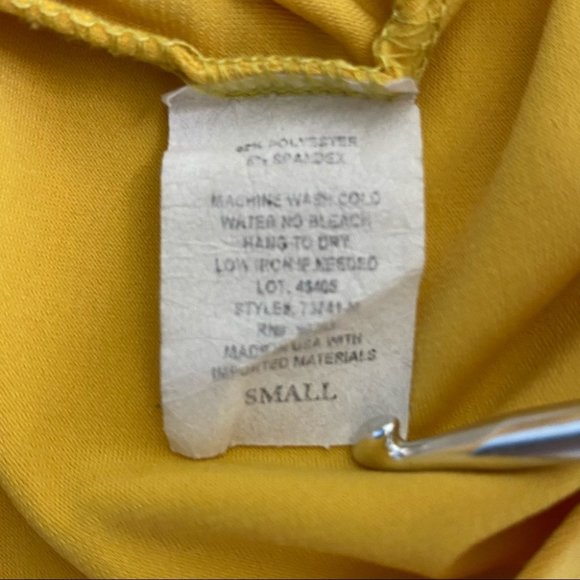 POLYESTER
SPANDEX
MACHINE WASH COLD
WATER NO BLEACH
HANG TO DRY
LOW IRON IF NEEDED
LOT. 48405
STYLE#.
MADE IN USA WITH
IMPORTED MATERIALS
SMALL